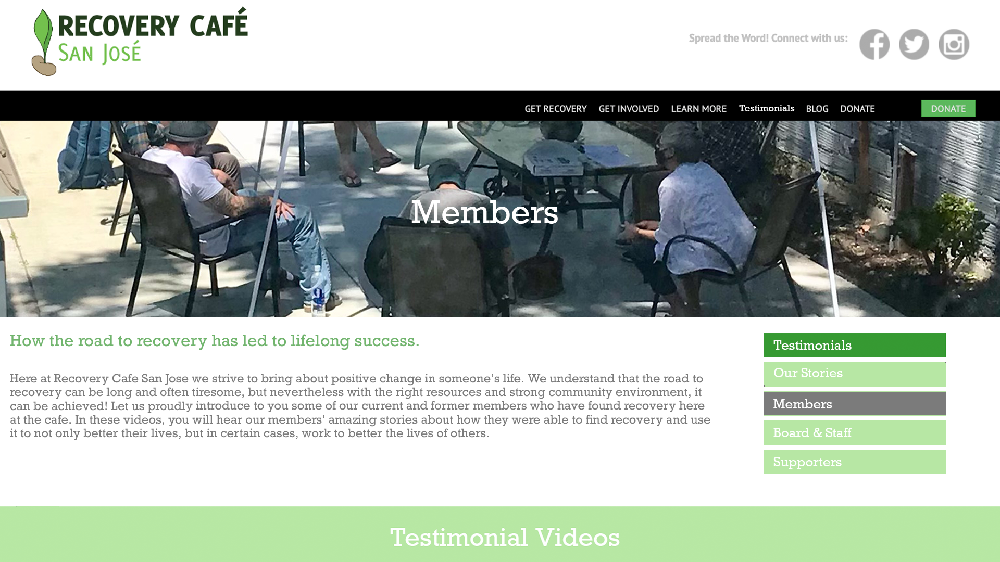 RECOVERY CAFÉ
SAN JOSÉ
Spread the Word! Connect with us:
GET RECOVERY GET INVOLVED LEARN MORE Testimonials BLOG DONATE DONATE
Members
How the road to recovery has led to lifelong success.
Here at Recovery Cafe San Jose we strive to bring about positive change in someone’s life. We understand that the road to
recovery can be long and often tiresome, but nevertheless with the right resources and strong community environment, it
can be achieved! Let us proudly introduce to you some of our current and former members who have found recovery here
at the cafe. In these videos, you will hear our members’ amazing stories about how they were able to find recovery and use
it to not only better their lives, but in certain cases, work to better the lives of others.
Testimonials
Our Stories
Members
Board & Staff
Supporters
Testimonial Videos